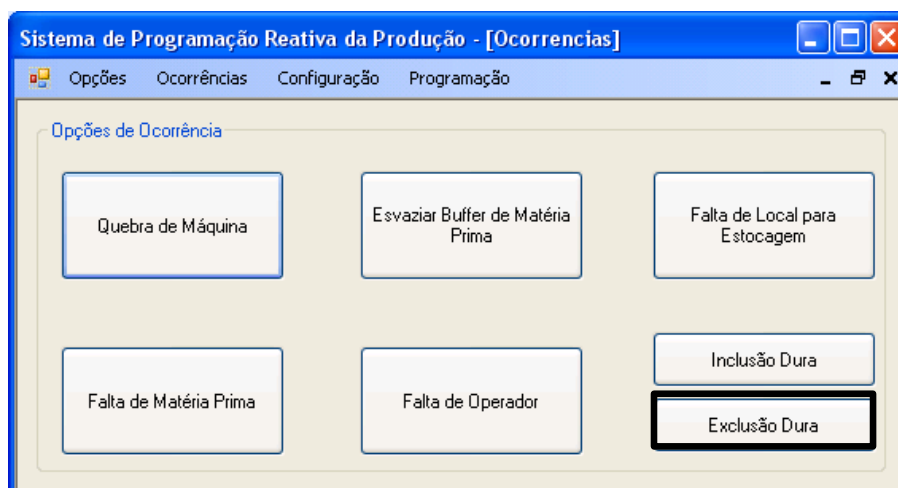 Sistema de Programação Reativa da Produção - [Ocorrencias]
Opções Ocorrências Configuração Programação
Opções de Ocorrência
Quebra de Máquina
Esvaziar Buffer de Matéria
Prima
Falta de Local para
Estocagem
Falta de Matéria Prima
Falta de Operador
Inclusão Dura
Exclusão Dura